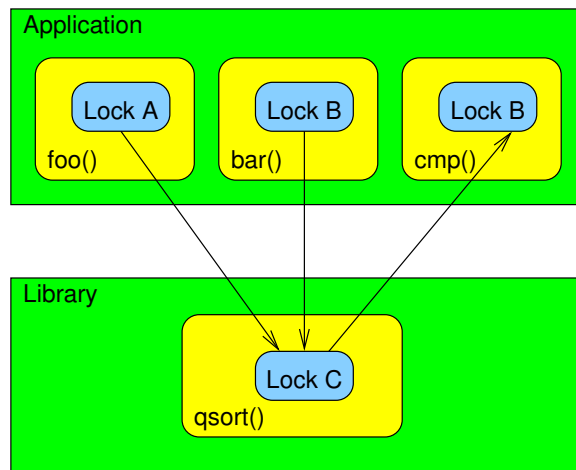 Application
Lock A
Lock B
Lock B
foo()
bar()
cmp()
Library
Lock C
qsort()